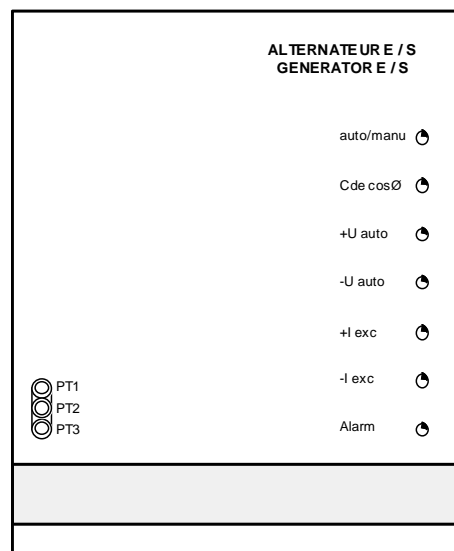 ALTERNATEUR E / S
GENERATOR E / S
auto/manu
Cde cosØ
+U auto
-U auto
+I exc
-I exc
Alarm
PT1
PT2
PT3